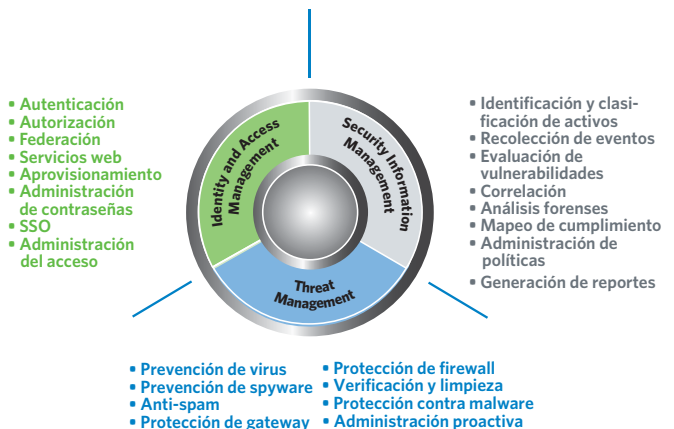 • Autenticación
• Autorización
• Federación
• Servicios web
• Aprovisionamiento
• Administración
de contraseñas
• SSO
• Administración
del acceso
Identity and Access
Management
Security Information
Management
Threat
Management
• Identificación y clasi-
ficación de activos
• Recolección de eventos
• Evaluación de
vulnerabilidades
• Correlación
• Análisis forenses
• Mapeo de cumplimiento
• Administración de
políticas
• Generación de reportes
• Prevención de virus
• Prevención de spyware
• Anti-spam
• Protección de gateway
• Protección de firewall
• Verificación y limpieza
• Protección contra malware
• Administración proactiva